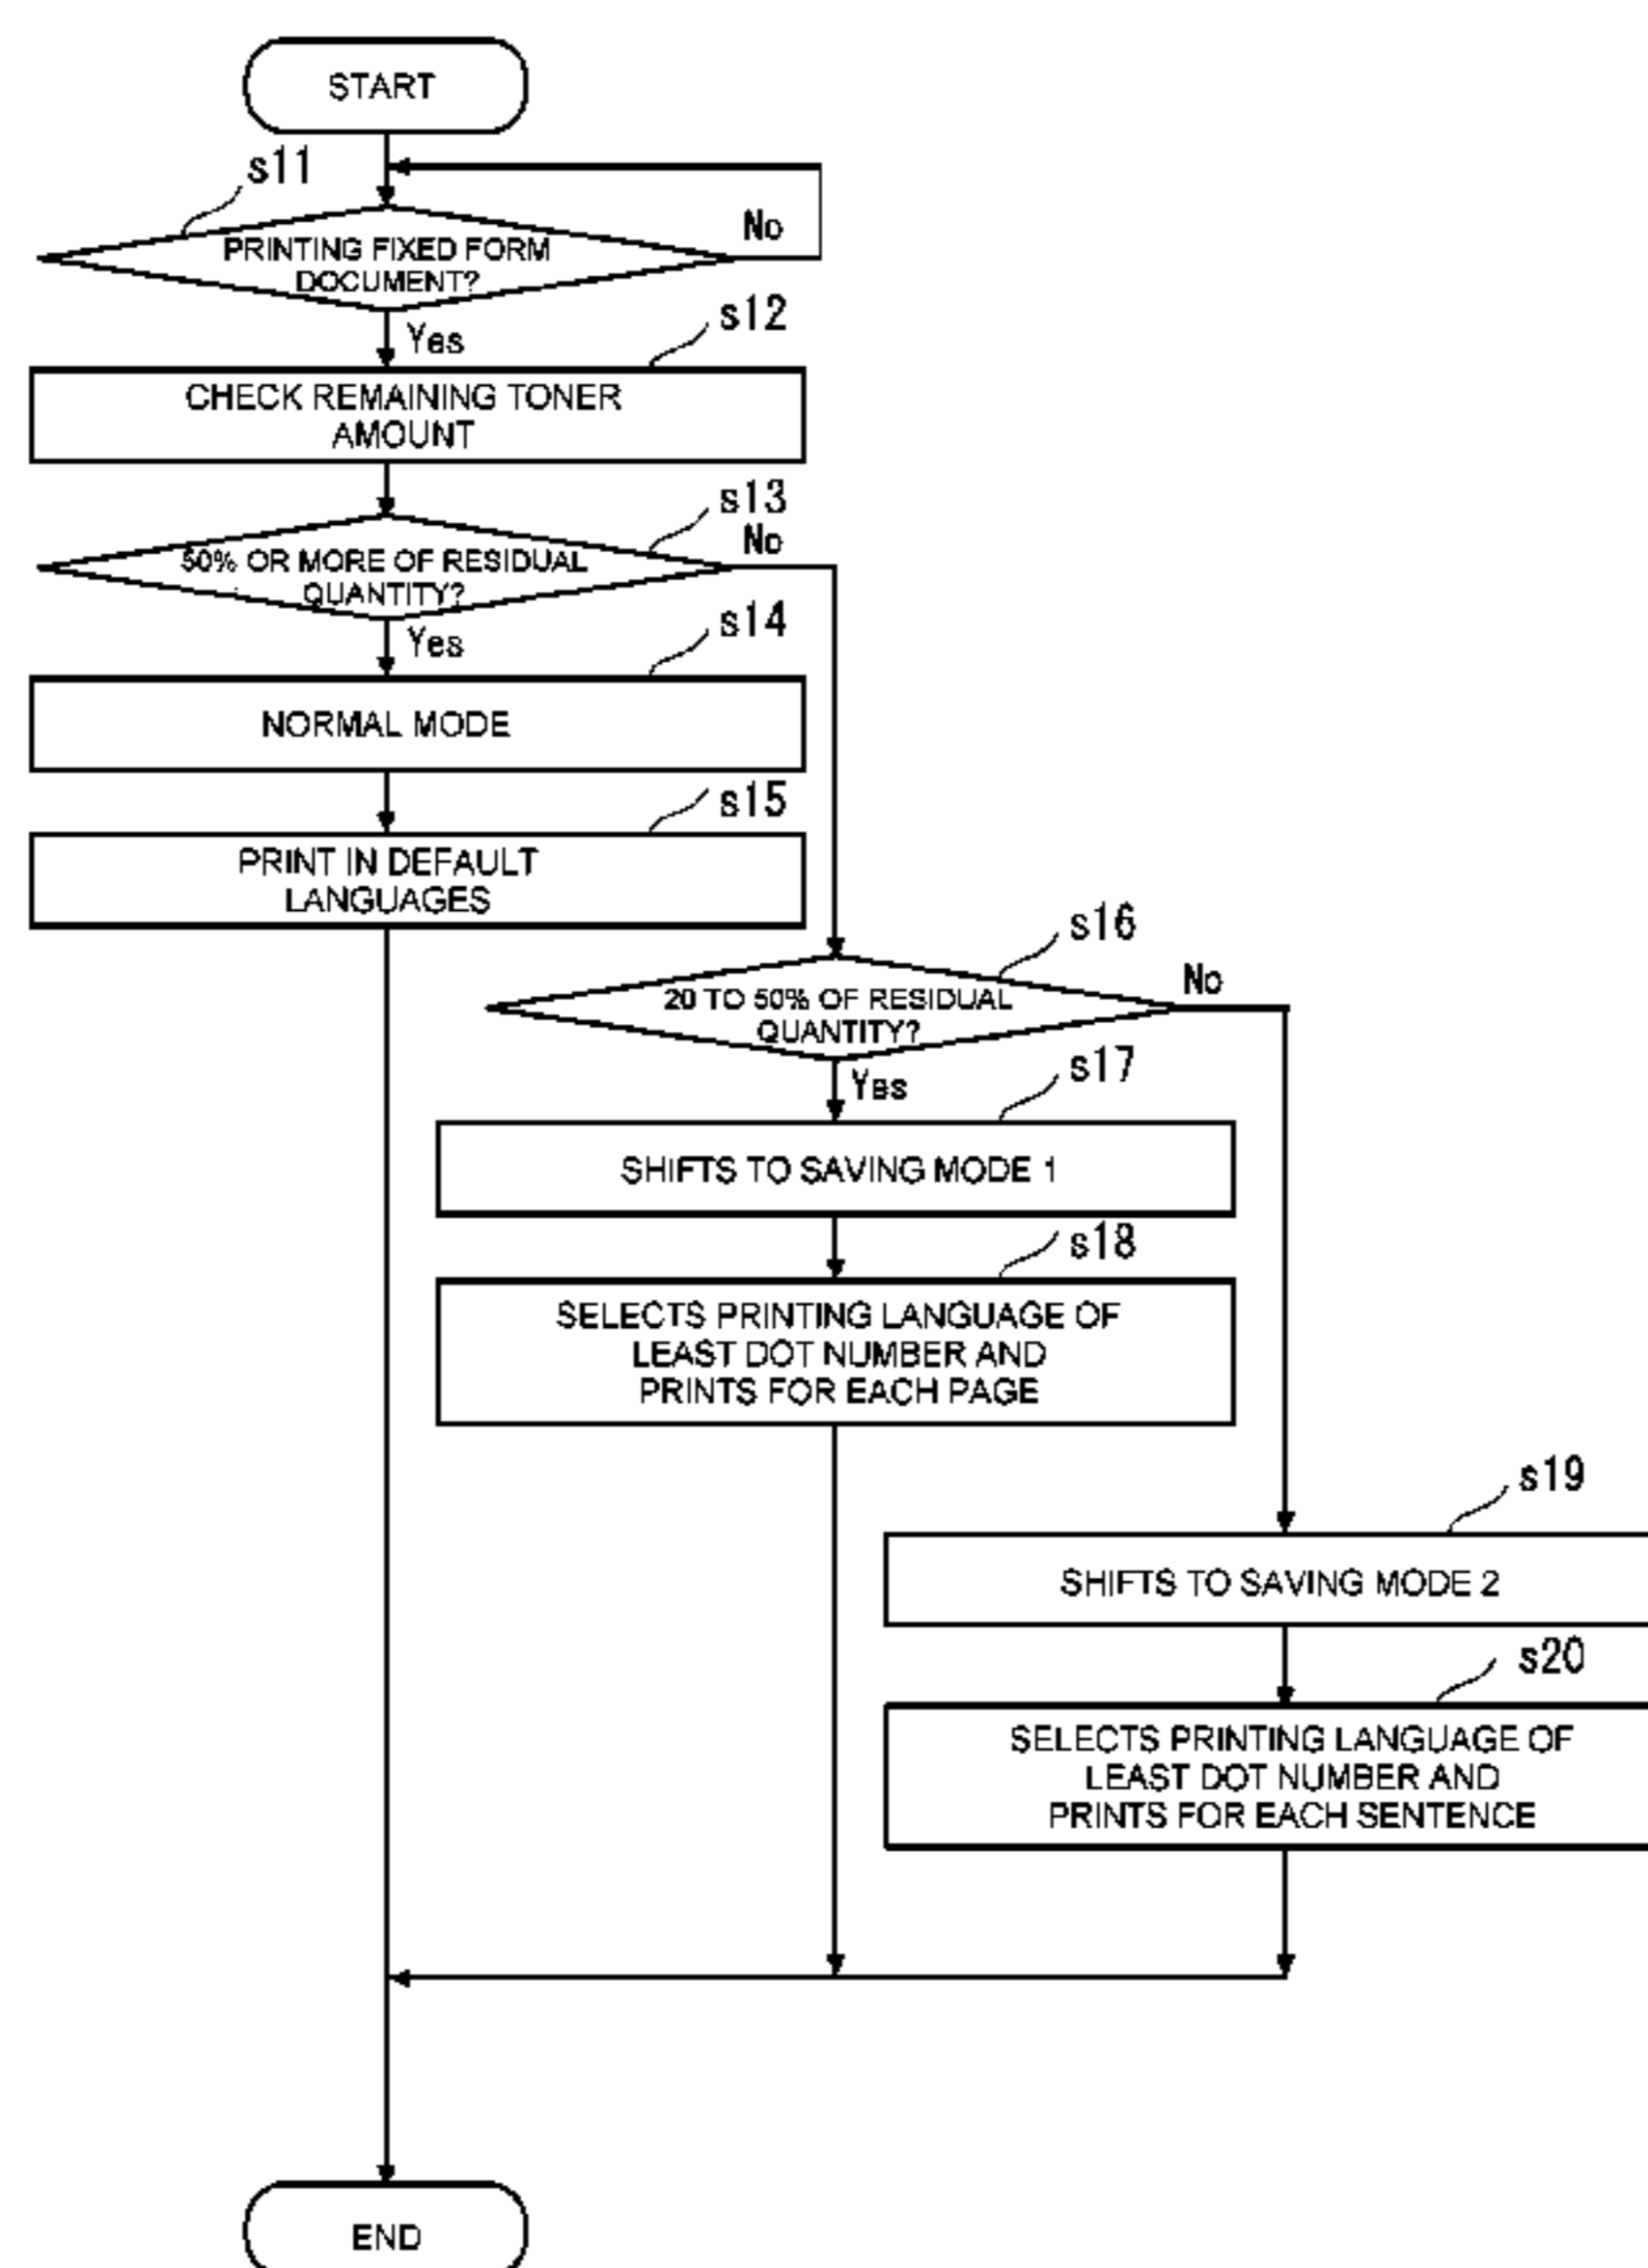 START
s11
No
PRINTING FIXED FORM
DOCUMENT?
Yes
s12
CHECK REMAINING TONER
AMOUNT
s13
No
50% OR MORE OF RESIDUAL
QUANTITY?
Yes
s14
NORMAL MODE
s15
PRINT IN DEFAULT
LANGUAGES
s16
No
20 TO 50% OF RESIDUAL
QUANTITY?
Yes
s17
SHIFTS TO SAVING MODE 1
s18
SELECTS PRINTING LANGUAGE OF
LEAST DOT NUMBER AND
PRINTS FOR EACH PAGE
s19
SHIFTS TO SAVING MODE 2
s20
SELECTS PRINTING LANGUAGE OF
LEAST DOT NUMBER AND
PRINTS FOR EACH SENTENCE
END